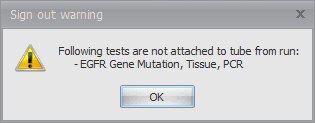 Sign out warning
Following tests are not attached to tube from run:
- EGFR Gene Mutation, Tissue, PCR
OK